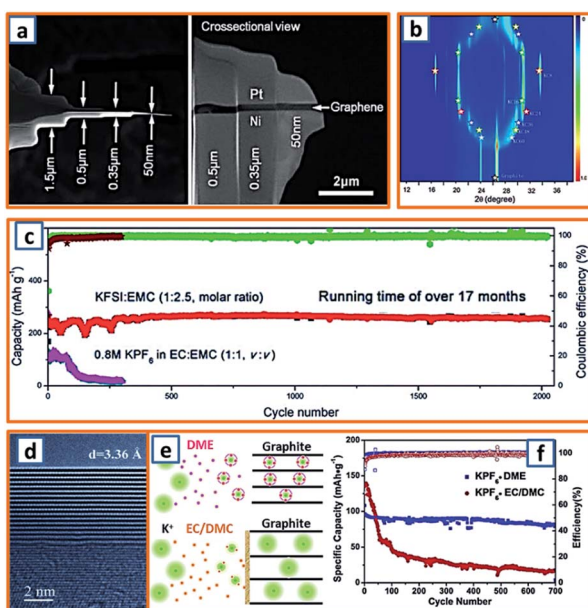 a
Crossectional view
1.5μm
0.5μm
0.35μm
50nm
Pt
Ni
Graphene
50nm
0.5μm
0.35μm
2μm
b
12
16
20
24
28
32
36
40
2θ (degree)
c
100
80
60
40
20
0
400
200
0
Capacity (mAh g⁻¹)
Coulombic efficiency (%)
KFSI:EMC (1:2.5, molar ratio)
Running time of over 17 months
0.8M KPF₆ in EC:EMC (1:1, v:v)
0
500
1000
1500
2000
Cycle number
d
d=3.36 Å
2 nm
e
DME
Graphite
K⁺
EC/DMC
Graphite
f
200
160
120
80
40
0
Specific Capacity (mAh•g⁻¹)
KPF₆-DME
KPF₆- EC/DMC
100
80
60
40
20
0
Efficiency(%)
0
100
200
300
400
500
600
700
Cycle Number